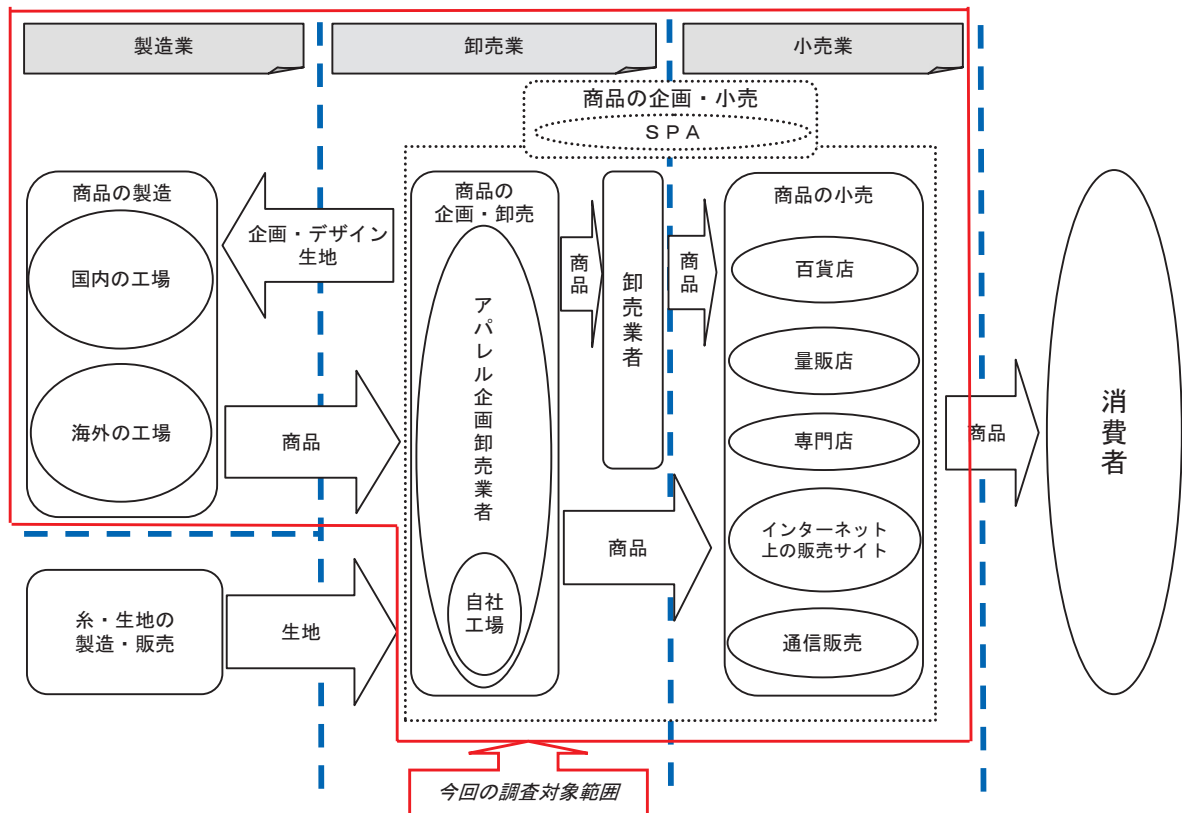 製造業
卸売業
小売業
商品の企画・小売
ＳＰＡ
商品の製造
国内の工場
海外の工場
企画・デザイン
生地
商品
商品の
企画・卸売
アパレル企画卸売業者
自社
工場
商品
卸売業者
商品
商品
商品の小売
百貨店
量販店
専門店
インターネット
上の販売サイト
通信販売
商品
消費者
糸・生地の
製造・販売
生地
今回の調査対象範囲